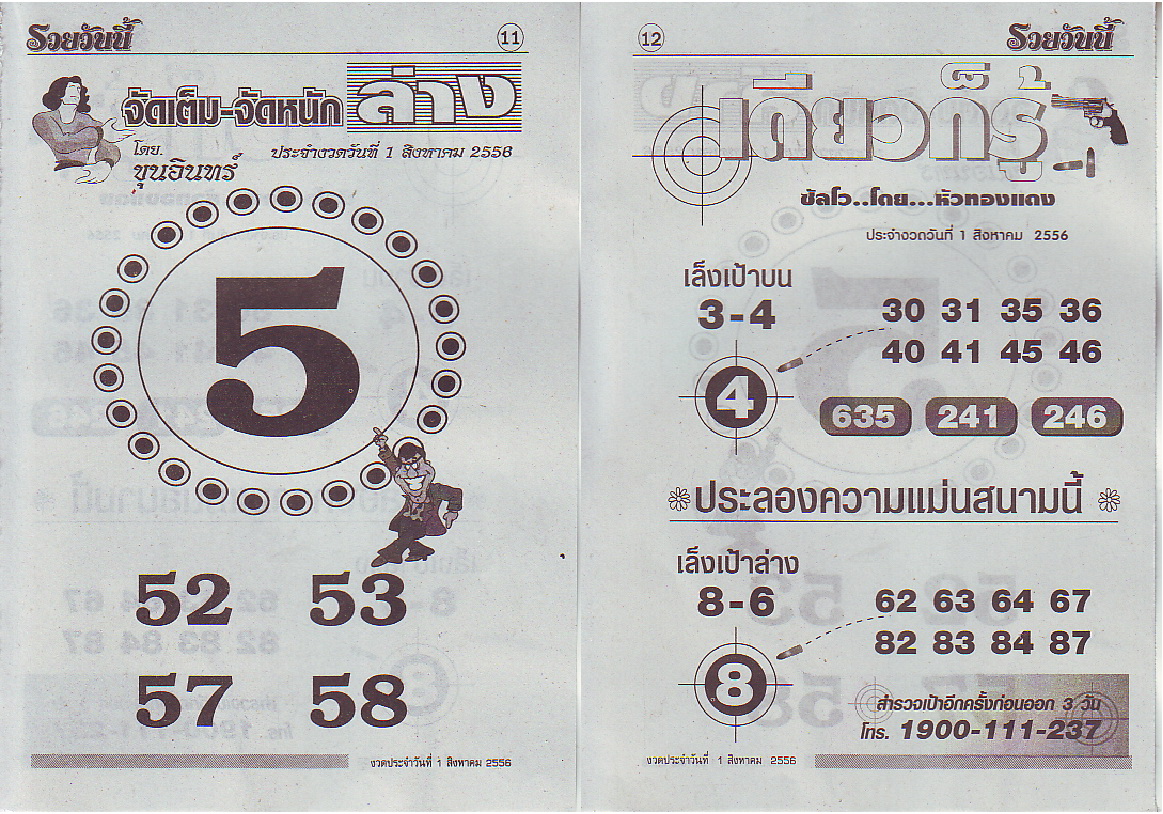 รวยวันนี้
11
จัดเต็ม-จัดหนัก ล่าง
โดย.
ขุนอินทร์
ประจำงวดวันที่ 1 สิงหาคม 2556
5
52 53
57 58
งวดประจำวันที่ 1 สิงหาคม 2556
12
รวยวันนี้
เดี่ยวก็รู้
ซัลโว..โดย...หัวทองแดง
ประจำงวดวันที่ 1 สิงหาคม 2556
เล็งเป้าบน
3-4
30 31 35 36
40 41 45 46
4
635 241 246
ประลองความแม่นสนามนี้
เล็งเป้าล่าง
8-6
62 63 64 67
82 83 84 87
8
สำรวจเป้าอีกครั้งก่อนออก 3 วัน
โทร. 1900-111-237
งวดประจำวันที่ 1 สิงหาคม 2556